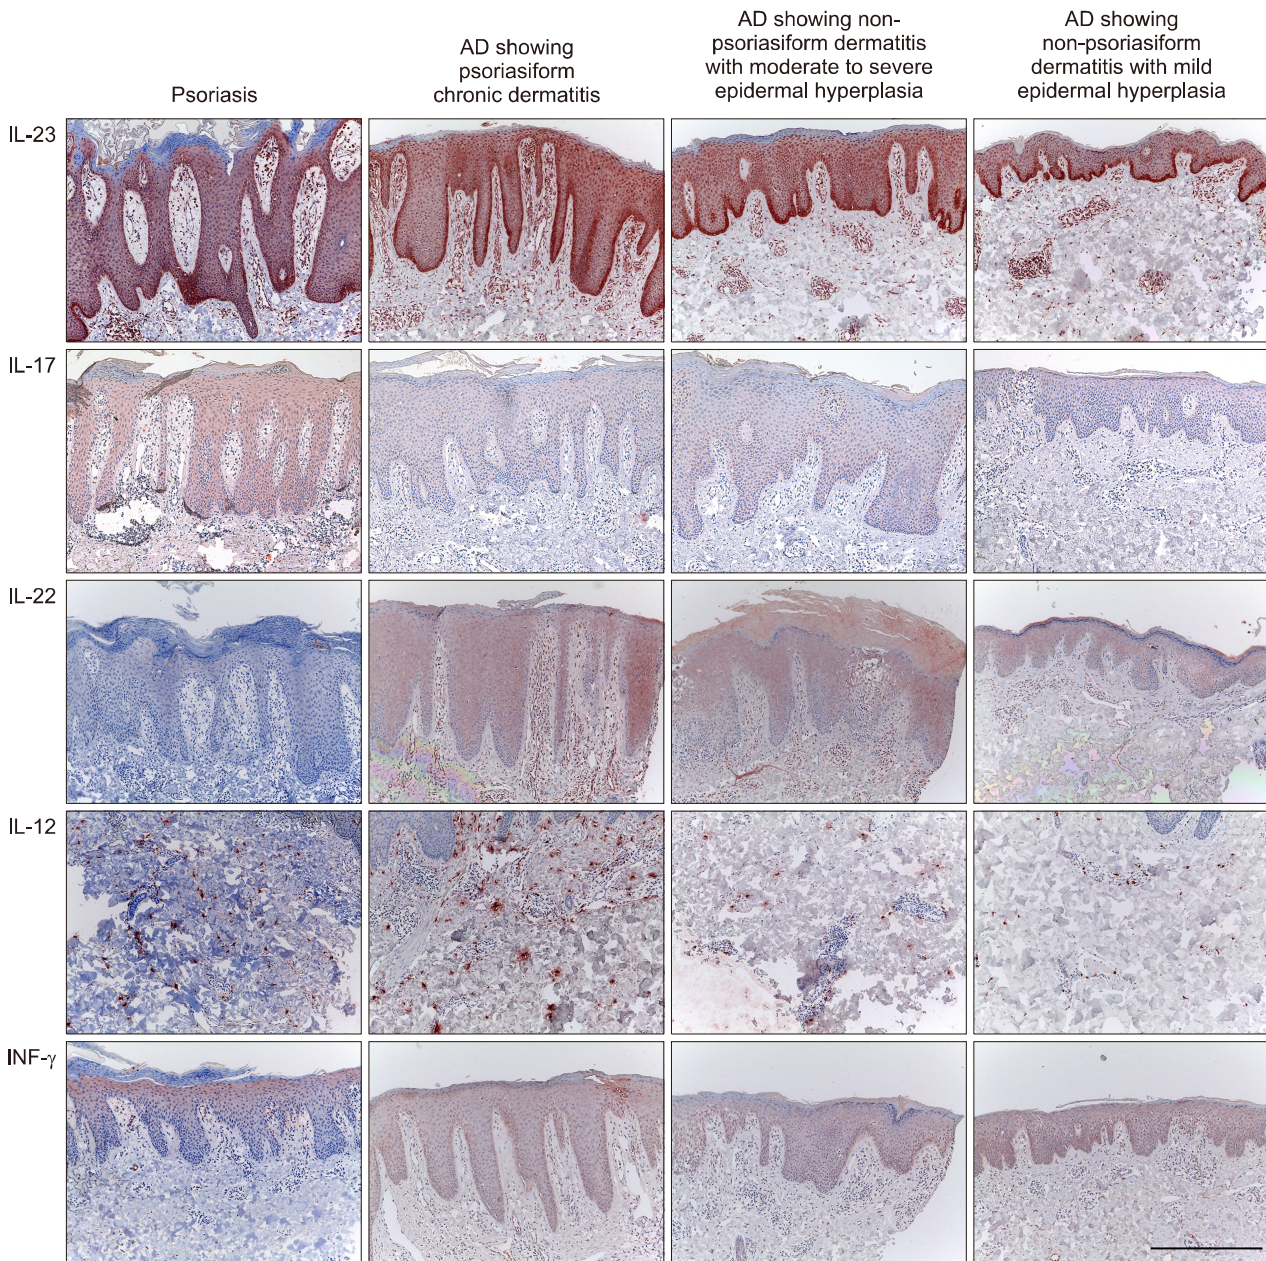 Psoriasis
AD showing
psoriasiform
chronic dermatitis
AD showing non-
psoriasiform dermatitis
with moderate to severe
epidermal hyperplasia
AD showing
non-psoriasiform
dermatitis with mild
epidermal hyperplasia
IL-23
IL-17
IL-22
IL-12
INF-γ